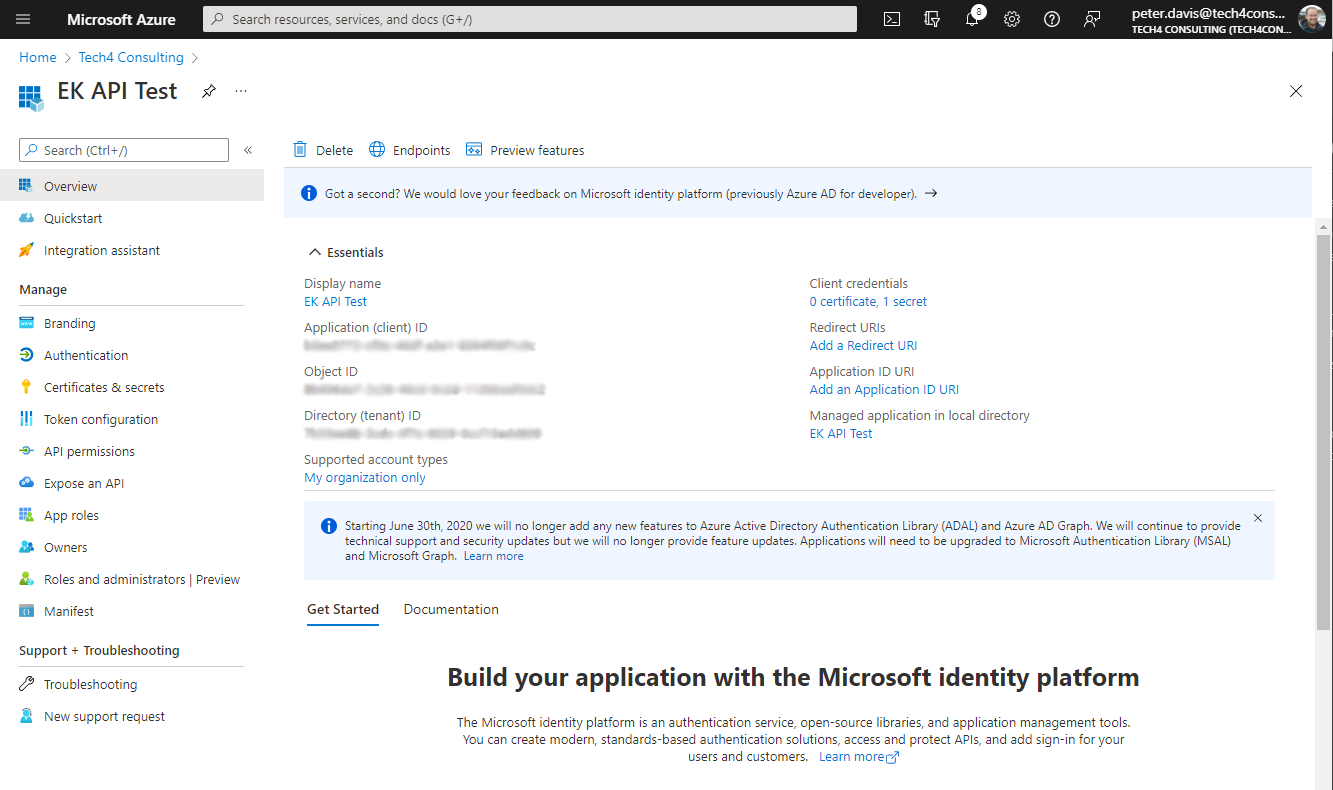 Microsoft Azure
Search resources, services, and docs (G+/)
8
peter.davis@tech4cons...
TECH4 CONSULTING (TECH4CON...
Home > Tech4 Consulting >
EK API Test
...
Search (Ctrl+/)
«
Overview
Quickstart
Integration assistant
Manage
Branding
Authentication
Certificates & secrets
Token configuration
API permissions
Expose an API
App roles
Owners
Roles and administrators | Preview
Manifest
Support + Troubleshooting
Troubleshooting
New support request
Delete
Endpoints
Preview features
Got a second? We would love your feedback on Microsoft identity platform (previously Azure AD for developer). →
Essentials
Display name
EK API Test
Application (client) ID
Object ID
Directory (tenant) ID
Supported account types
My organization only
Client credentials
0 certificate, 1 secret
Redirect URIs
Add a Redirect URI
Application ID URI
Add an Application ID URI
Managed application in local directory
EK API Test
Starting June 30th, 2020 we will no longer add any new features to Azure Active Directory Authentication Library (ADAL) and Azure AD Graph. We will continue to provide
technical support and security updates but we will no longer provide feature updates. Applications will need to be upgraded to Microsoft Authentication Library (MSAL)
and Microsoft Graph. Learn more
Get Started
Documentation
Build your application with the Microsoft identity platform
The Microsoft identity platform is an authentication service, open-source libraries, and application management tools.
You can create modern, standards-based authentication solutions, access and protect APIs, and add sign-in for your
users and customers. Learn more